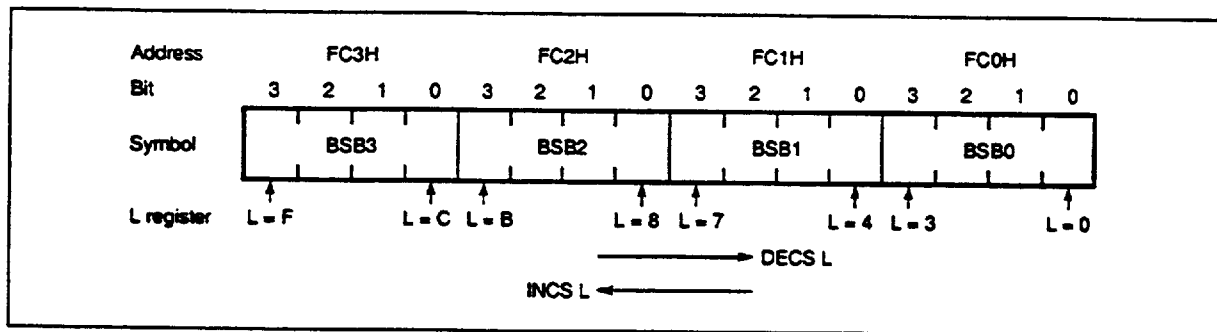 Address FC3H FC2H FC1H FC0H
Bit 3 2 1 0 3 2 1 0 3 2 1 0 3 2 1 0
Symbol BSB3 BSB2 BSB1 BSB0
L register L = F L = C L = B L = 8 L = 7 L = 4 L = 3 L = 0
DECS L
INCS L